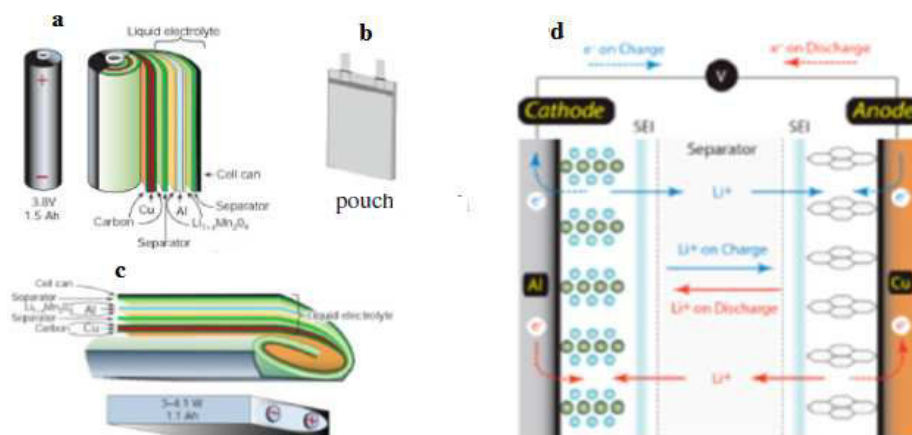 a
Liquid electrolyte
+
−
3.8V
1.5 Ah
Cell can
Separator
Cu
Al
Carbon
Li₁₋ₓMn₂O₄
Separator
b
pouch
c
Cell can
Separator
Al
Separator
Carbon
Cu
Liquid electrolyte
1.1 Ah
−
+
d
e⁻ on Charge
e⁻ on Discharge
V
Cathode
Anode
SEI
Separator
SEI
e⁻
Li⁺
e⁻
Li⁺ on Charge
Al
Cu
Li⁺ on Discharge
e⁻
e⁻
Li⁺